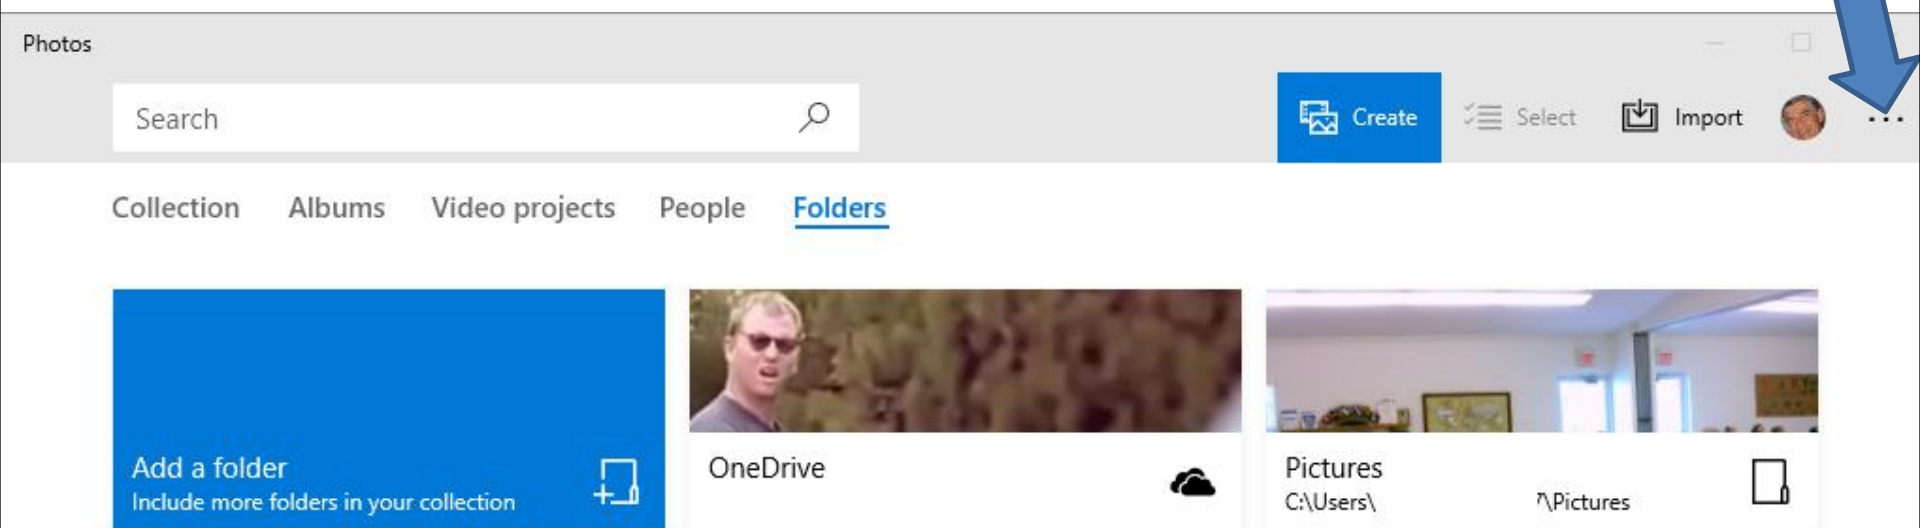 Photos
Search
Create
Select
Import
Collection
Albums
Video projects
People
Folders
Add a folder
Include more folders in your collection
OneDrive
Pictures
C:\Users\ \Pictures